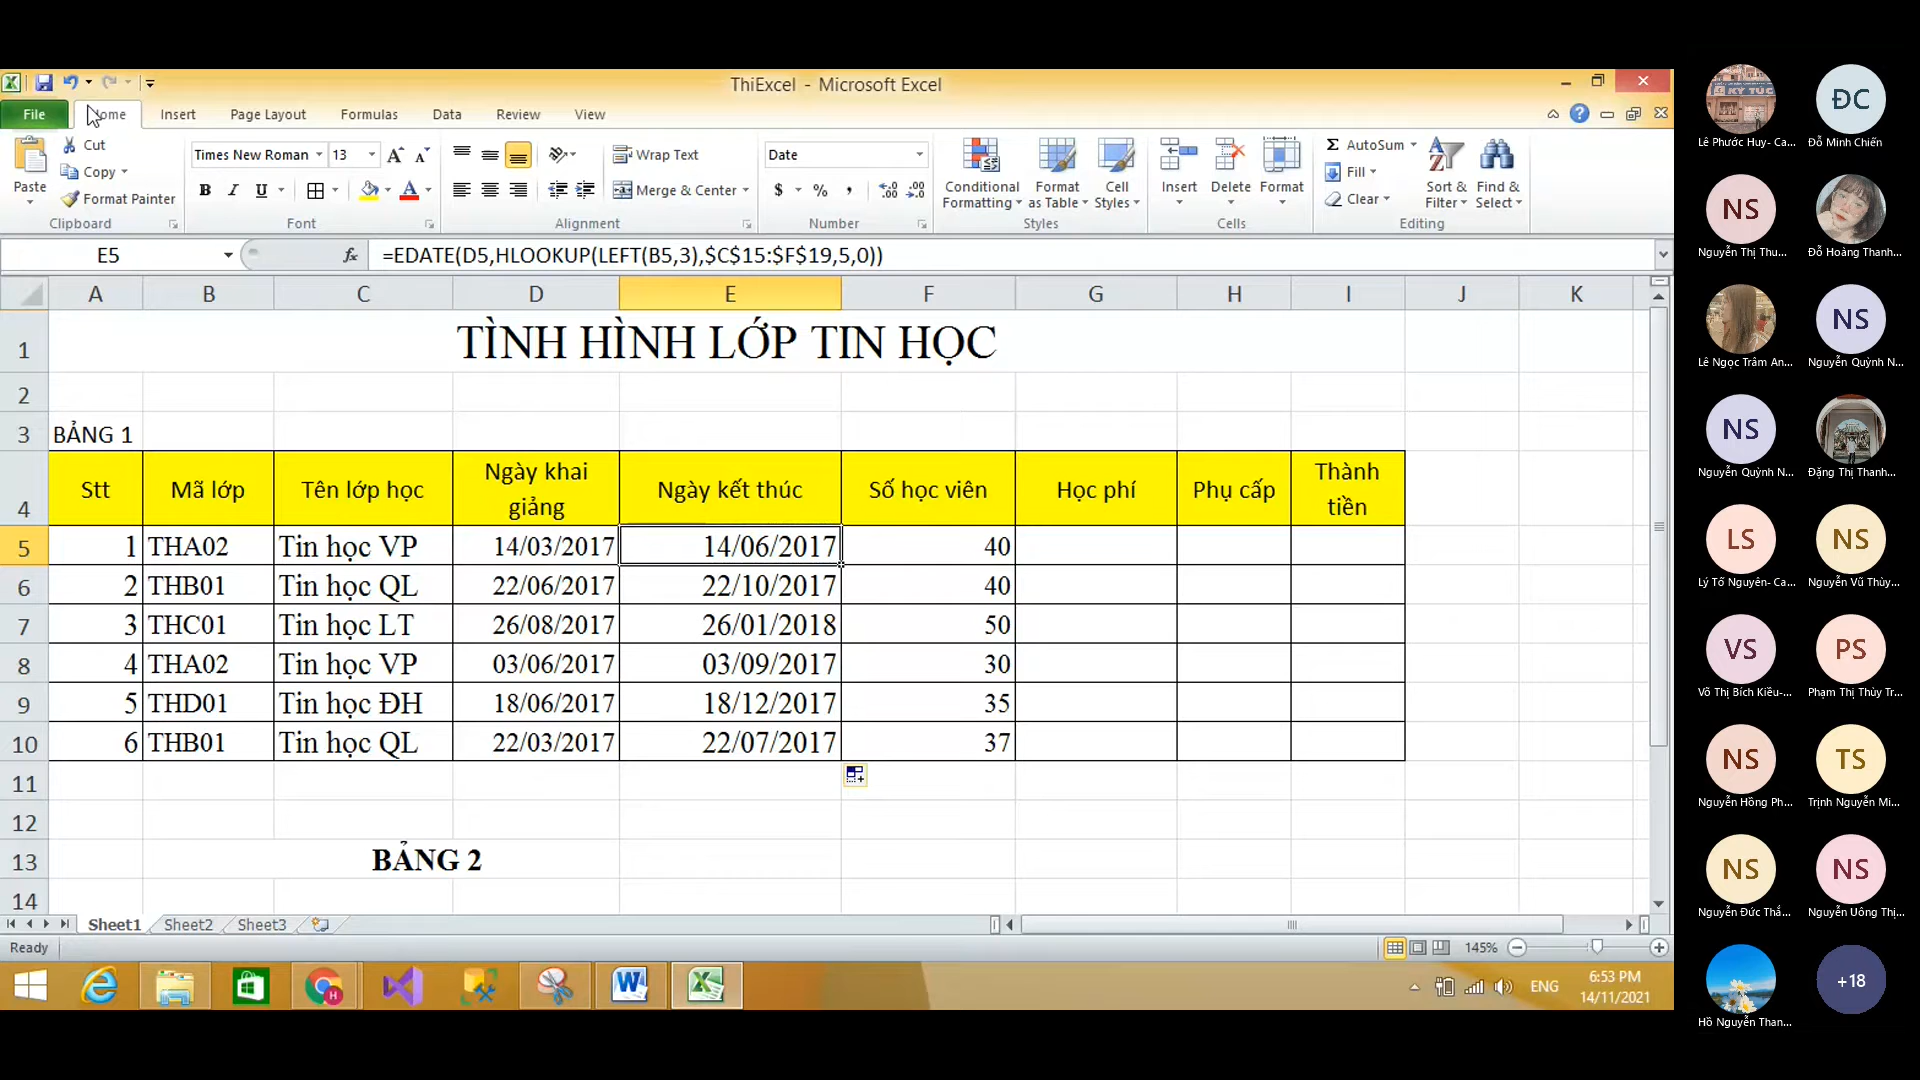 ThiExcel - Microsoft Excel
File Home Insert Page Layout Formulas Data Review View
Paste
Cut
Copy
Format Painter
Clipboard
Times New Roman 13
B I U
Font
Wrap Text
Merge & Center
Alignment
Date
$ % ,
Number
Conditional Formatting
Format as Table
Cell Styles
Styles
Insert Delete Format
Cells
AutoSum
Fill
Clear
Sort & Filter
Find & Select
Editing
E5 fx =EDATE(D5,HLOOKUP(LEFT(B5,3),$C$15:$F$19,5,0))
A B C D E F G H I J K
1 TÌNH HÌNH LỚP TIN HỌC
2
3 BẢNG 1
4 Stt Mã lớp Tên lớp học Ngày khai giảng Ngày kết thúc Số học viên Học phí Phụ cấp Thành tiền
5 1 THA02 Tin học VP 14/03/2017 14/06/2017 40
6 2 THB01 Tin học QL 22/06/2017 22/10/2017 40
7 3 THC01 Tin học LT 26/08/2017 26/01/2018 50
8 4 THA02 Tin học VP 03/06/2017 03/09/2017 30
9 5 THD01 Tin học ĐH 18/06/2017 18/12/2017 35
10 6 THB01 Tin học QL 22/03/2017 22/07/2017 37
11
12
13 BẢNG 2
14
Sheet1 Sheet2 Sheet3
Ready 145%
ENG 6:53 PM
14/11/2021
KÝ TÚC
ĐC
Lê Phước Huy- Ca... Đỗ Minh Chiến
NS
Nguyễn Thị Thu... Đỗ Hoàng Thanh...
NS
Lê Ngọc Trâm An... Nguyễn Quỳnh N...
NS
Nguyễn Quỳnh N... Đặng Thị Thanh...
LS NS
Lý Tố Nguyên- Ca... Nguyễn Vũ Thùy...
VS PS
Võ Thị Bích Kiều-... Phạm Thị Thùy Tr...
NS TS
Nguyễn Hồng Ph... Trịnh Nguyễn Mi...
NS NS
Nguyễn Đức Thắ... Nguyễn Uông Thị...
+18
Hồ Nguyễn Than...